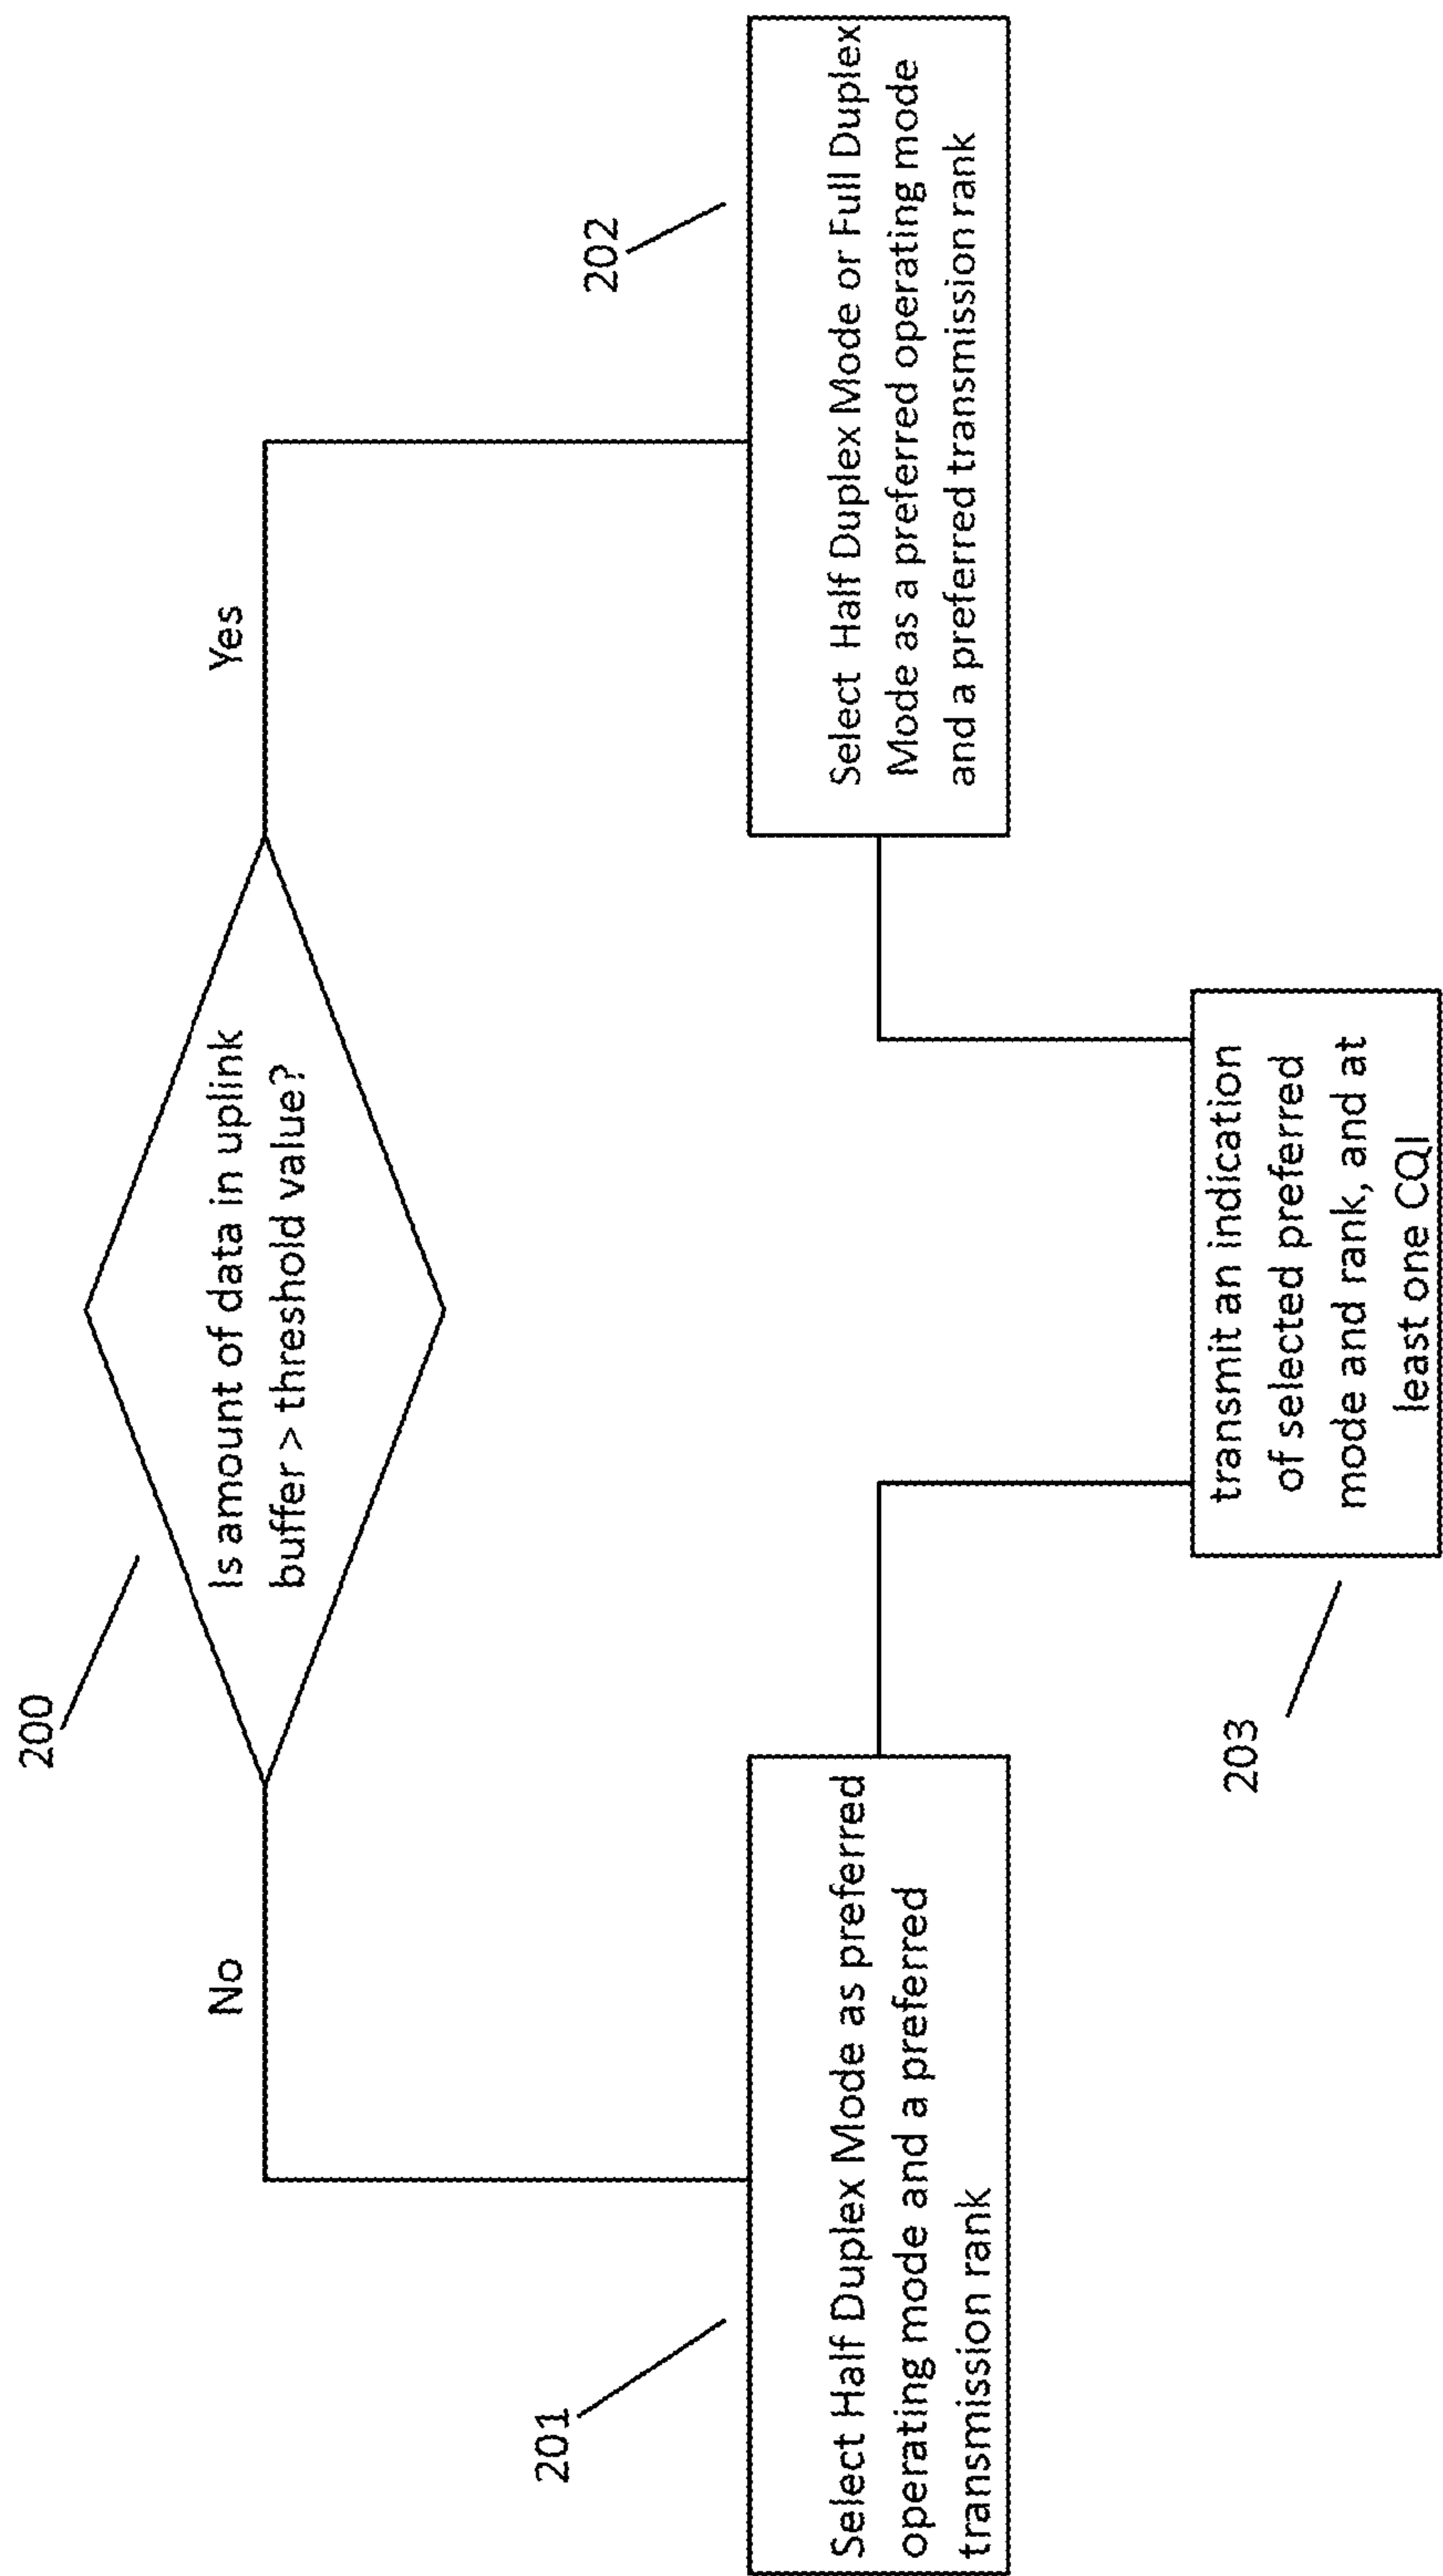 200
Is amount of data in uplink
buffer > threshold value?
No
Yes
201
Select Half Duplex Mode as preferred
operating mode and a preferred
transmission rank
202
Select Half Duplex Mode or Full Duplex
Mode as a preferred operating mode
and a preferred transmission rank
203
transmit an indication
of selected preferred
mode and rank, and at
least one CQI